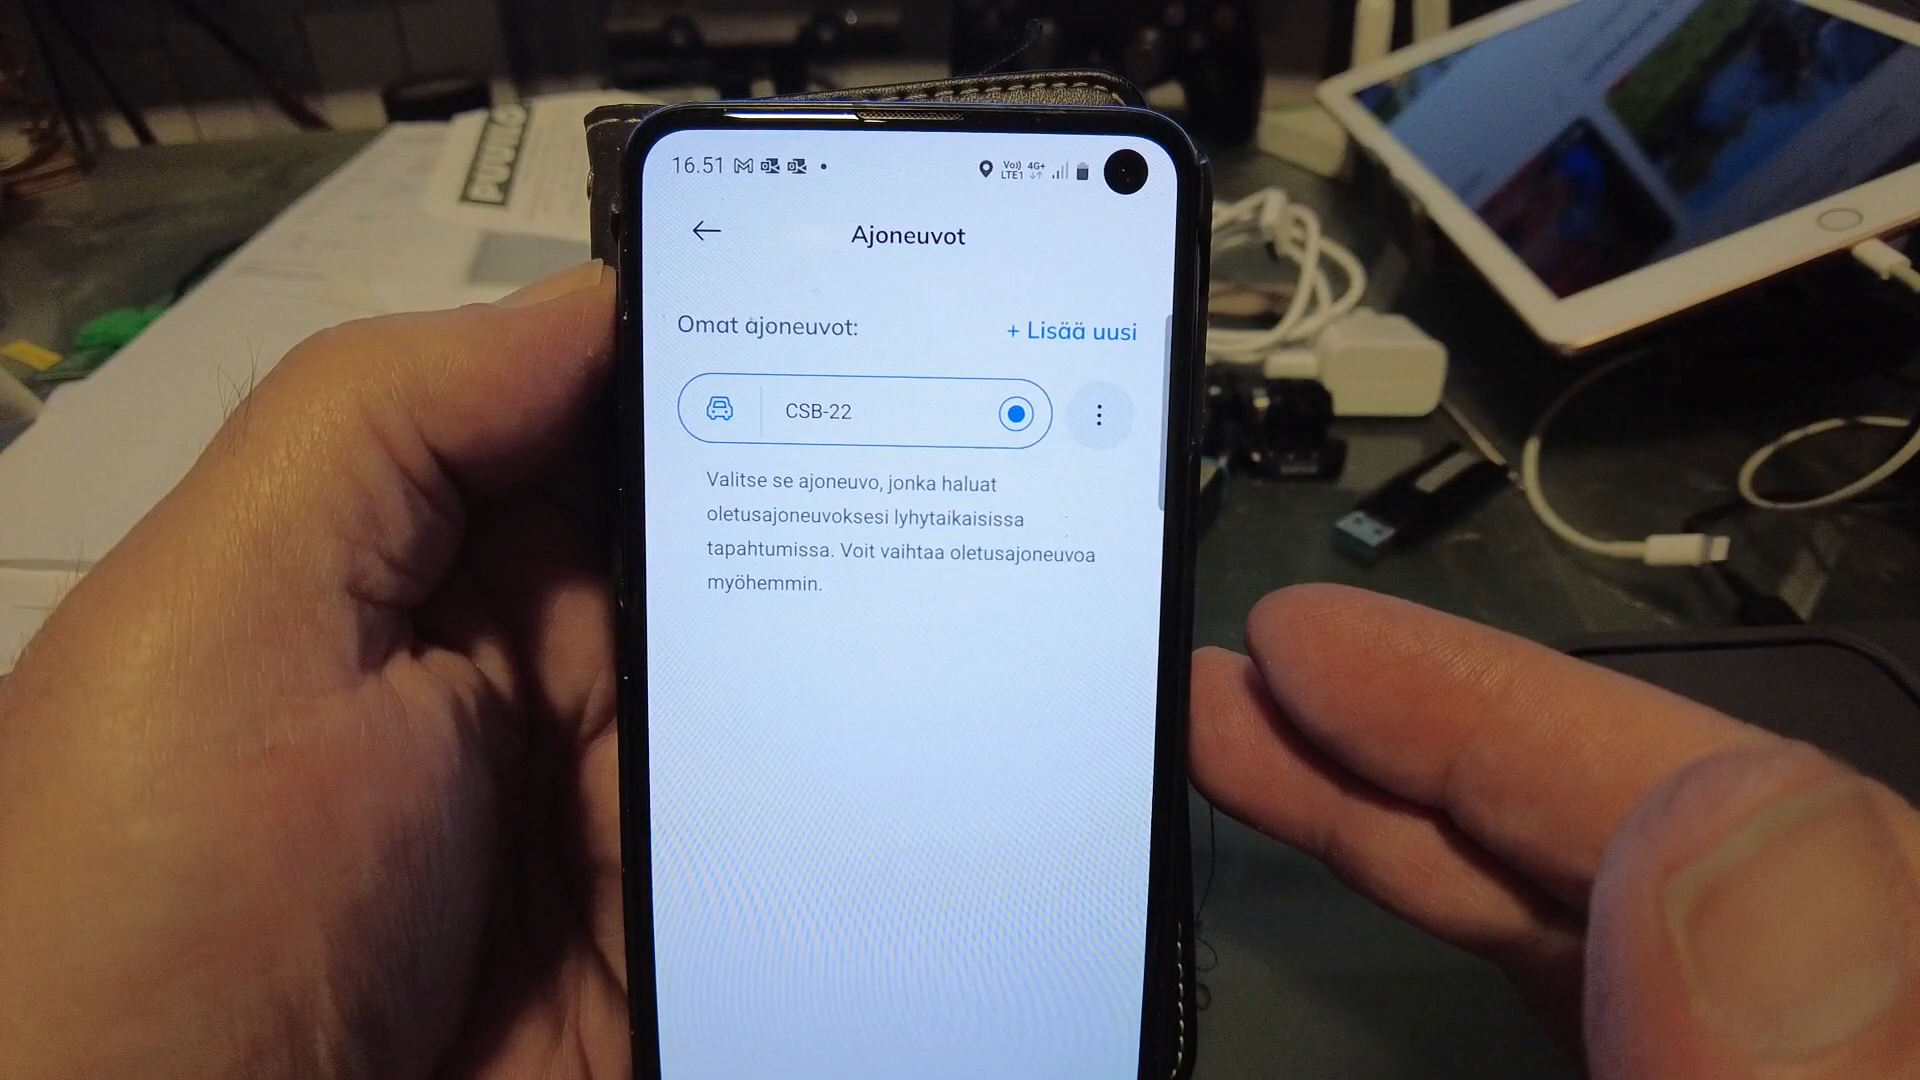 PUUILO
16.51
Vo))
4G+
LTE1
Ajoneuvot
Omat ajoneuvot:
+ Lisää uusi
CSB-22
Valitse se ajoneuvo, jonka haluat
oletusajoneuvoksesi lyhytaikaisissa
tapahtumissa. Voit vaihtaa oletusajoneuvoa
myöhemmin.